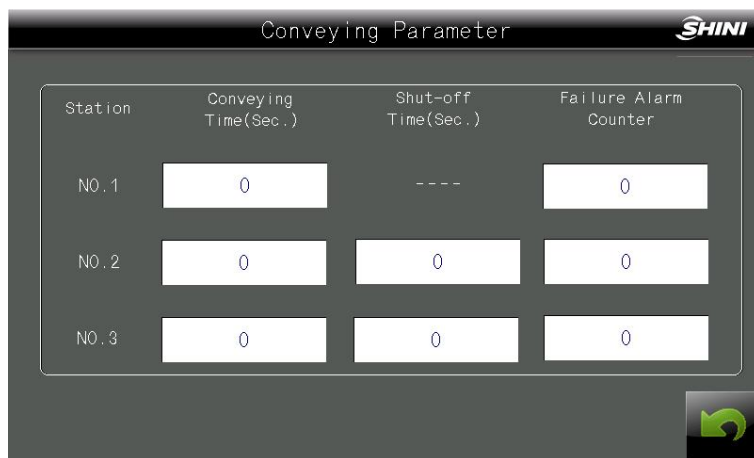 Conveying Parameter
SHINI
Station Conveying Time(Sec.) Shut-off Time(Sec.) Failure Alarm Counter
NO.1 0 ---- 0
NO.2 0 0 0
NO.3 0 0 0